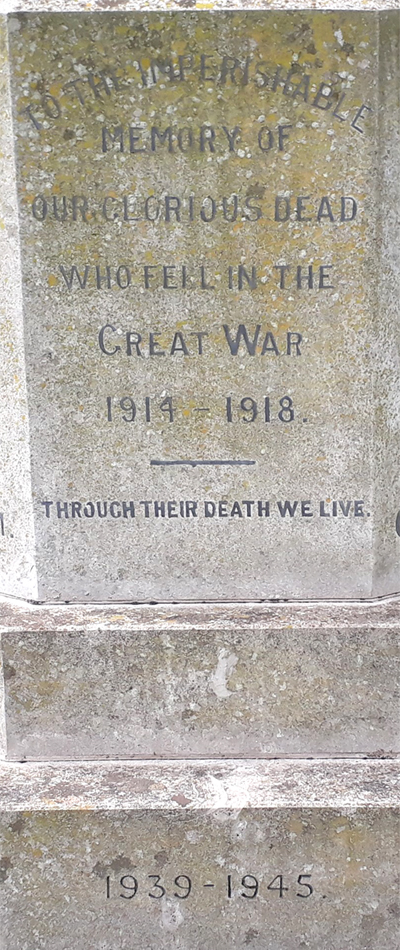 TO THE IMPERISHABLE
MEMORY OF
OUR GLORIOUS DEAD
WHO FELL IN THE
GREAT WAR
1914 - 1918.
THROUGH THEIR DEATH WE LIVE.
1939 - 1945.